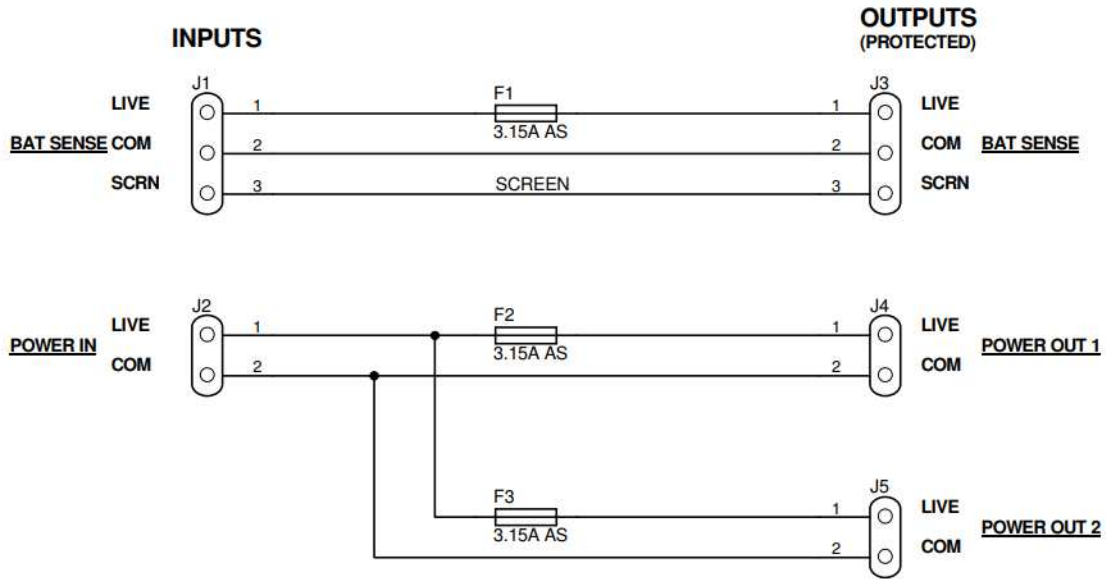 INPUTS
OUTPUTS
(PROTECTED)
J1
F1
J3
LIVE
1
1
LIVE
3.15A AS
BAT SENSE COM
2
2
COM
BAT SENSE
SCRN
3
SCREEN
3
SCRN
J2
F2
J4
LIVE
1
1
LIVE
POWER IN
3.15A AS
POWER OUT 1
COM
2
2
COM
F3
J5
1
LIVE
3.15A AS
POWER OUT 2
2
COM